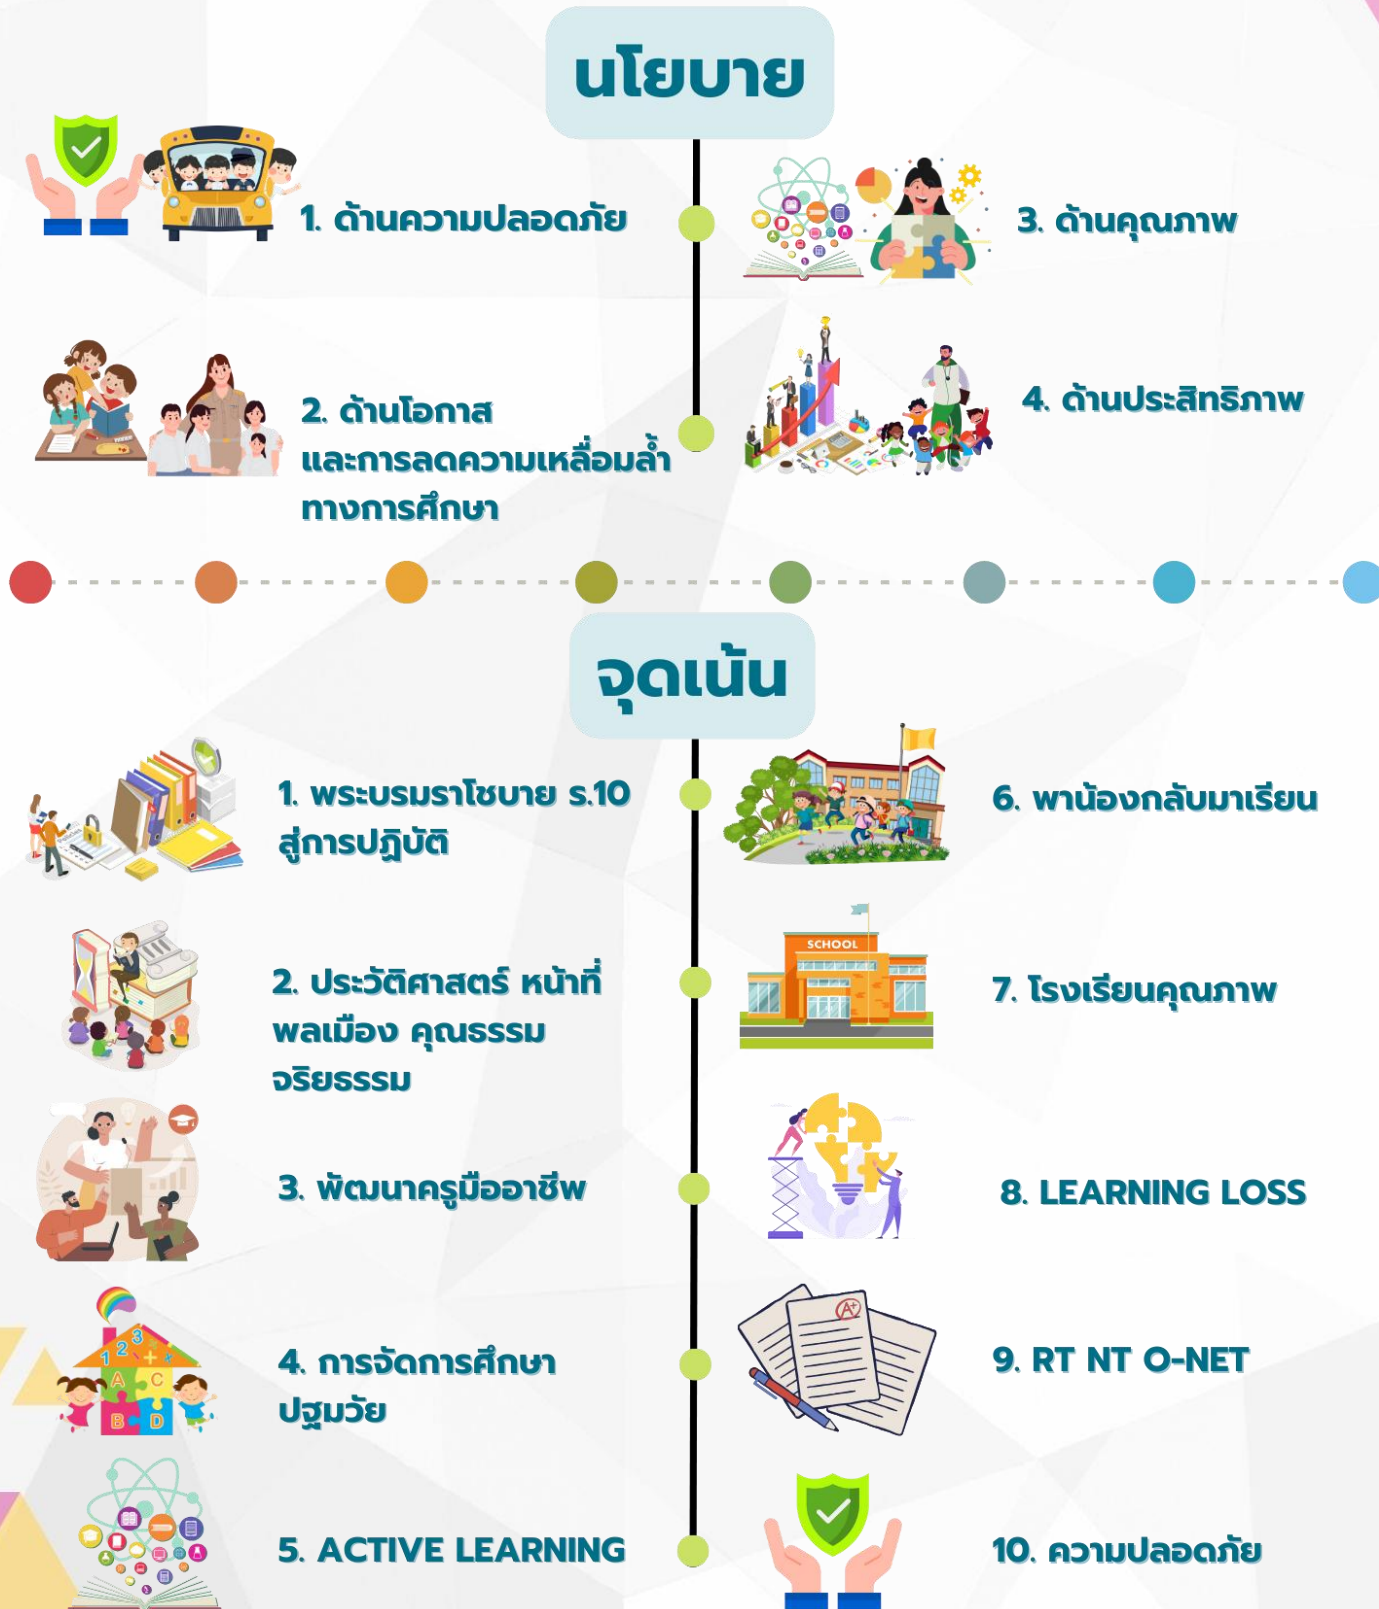 นโยบาย
1. ด้านความปลอดภัย
2. ด้านโอกาส
และการลดความเหลื่อมล้ำ
ทางการศึกษา
3. ด้านคุณภาพ
4. ด้านประสิทธิภาพ
จุดเน้น
1. พระบรมราโชบาย ร.10
สู่การปฏิบัติ
2. ประวัติศาสตร์ หน้าที่
พลเมือง คุณธรรม
จริยธรรม
3. พัฒนาครูมืออาชีพ
4. การจัดการศึกษา
ปฐมวัย
1 2 3
A C
B D
5. ACTIVE LEARNING
6. พาน้องกลับมาเรียน
SCHOOL
7. โรงเรียนคุณภาพ
8. LEARNING LOSS
A+
9. RT NT O-NET
10. ความปลอดภัย